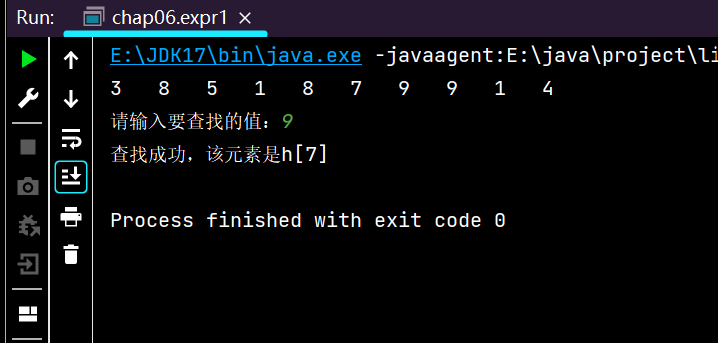 Run: chap06.expr1 ×
E:\JDK17\bin\java.exe -javaagent:E:\java\project\li
3 8 5 1 8 7 9 9 1 4
请输入要查找的值：9
查找成功，该元素是h[7]
Process finished with exit code 0